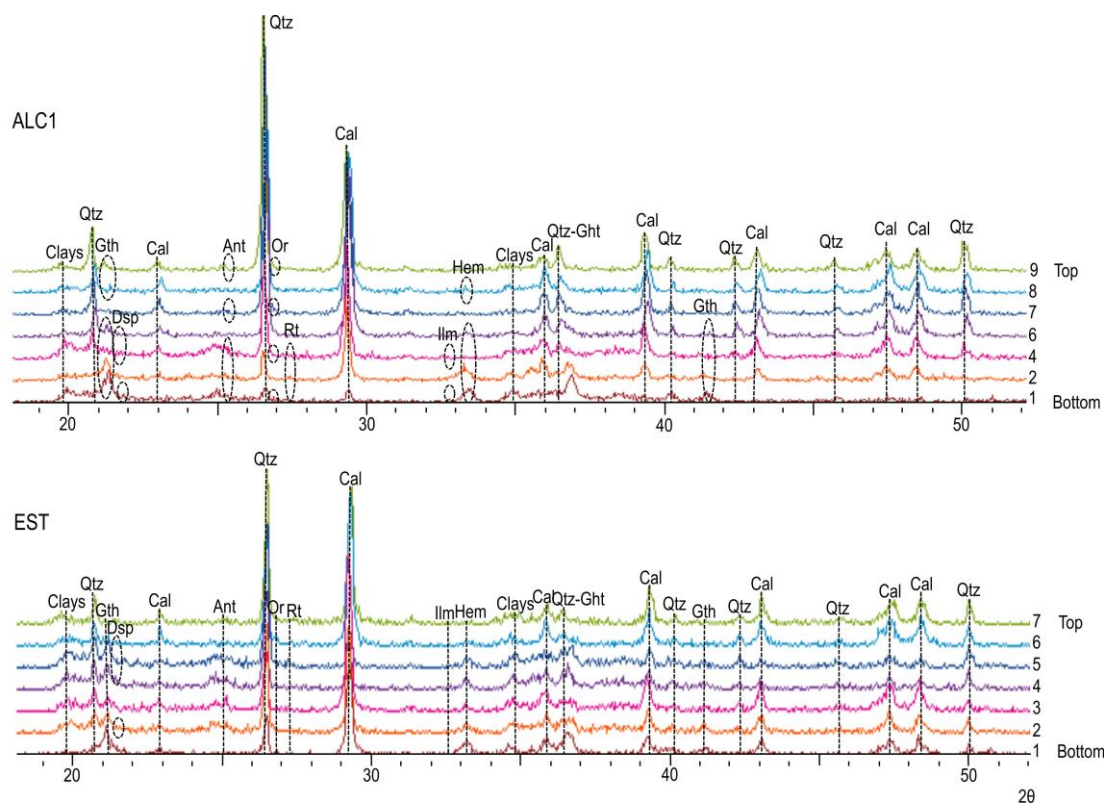 ALC1
Qtz
Cal
Qtz
Clays
Gth
Cal
Ant
Or
Hem
Clays
Cal
Qtz-Ght
Cal
Qtz
Qtz
Cal
Qtz
Cal
Cal
Qtz
Dsp
Rt
Ilm
Gth
9 Top
8
7
6
4
2
1 Bottom
20 30 40 50
EST
Qtz
Cal
Clays
Qtz
Gth
Dsp
Cal
Ant
Or
Rt
Ilm
Hem
Clays
Cal
Qtz-Ght
Cal
Qtz
Gth
Qtz
Cal
Qtz
Cal
Cal
Qtz
7 Top
6
5
4
3
2
1 Bottom
20 30 40 50
2θ